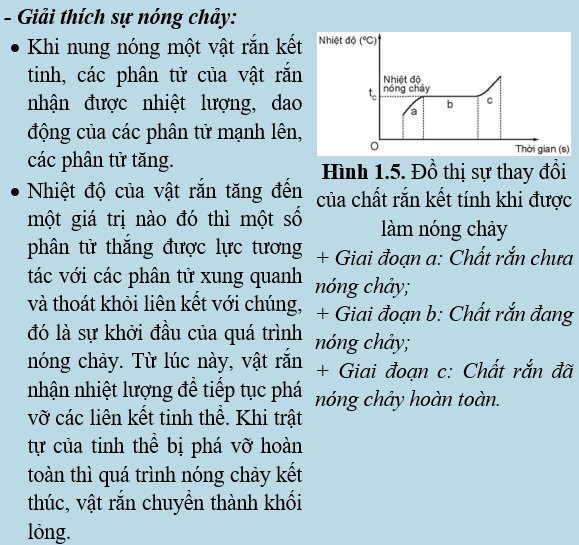 - Giải thích sự nóng chảy:
• Khi nung nóng một vật rắn kết
tinh, các phân tử của vật rắn
nhận được nhiệt lượng, dao
động của các phân tử mạnh lên,
các phân tử tăng.
• Nhiệt độ của vật rắn tăng đến
một giá trị nào đó thì một số
phân tử thắng được lực tương
tác với các phân tử xung quanh
và thoát khỏi liên kết với chúng,
đó là sự khởi đầu của quá trình
nóng chảy. Từ lúc này, vật rắn
nhận nhiệt lượng để tiếp tục phá
vỡ các liên kết tinh thể. Khi trật
tự của tinh thể bị phá vỡ hoàn
toàn thì quá trình nóng chảy kết
thúc, vật rắn chuyển thành khối
lỏng.
Nhiệt độ (°C)
Nhiệt độ
nóng chảy
tc
a
b
c
O
Thời gian (s)
Hình 1.5. Đồ thị sự thay đổi
của chất rắn kết tính khi được
làm nóng chảy
+ Giai đoạn a: Chất rắn chưa
nóng chảy;
+ Giai đoạn b: Chất rắn đang
nóng chảy;
+ Giai đoạn c: Chất rắn đã
nóng chảy hoàn toàn.